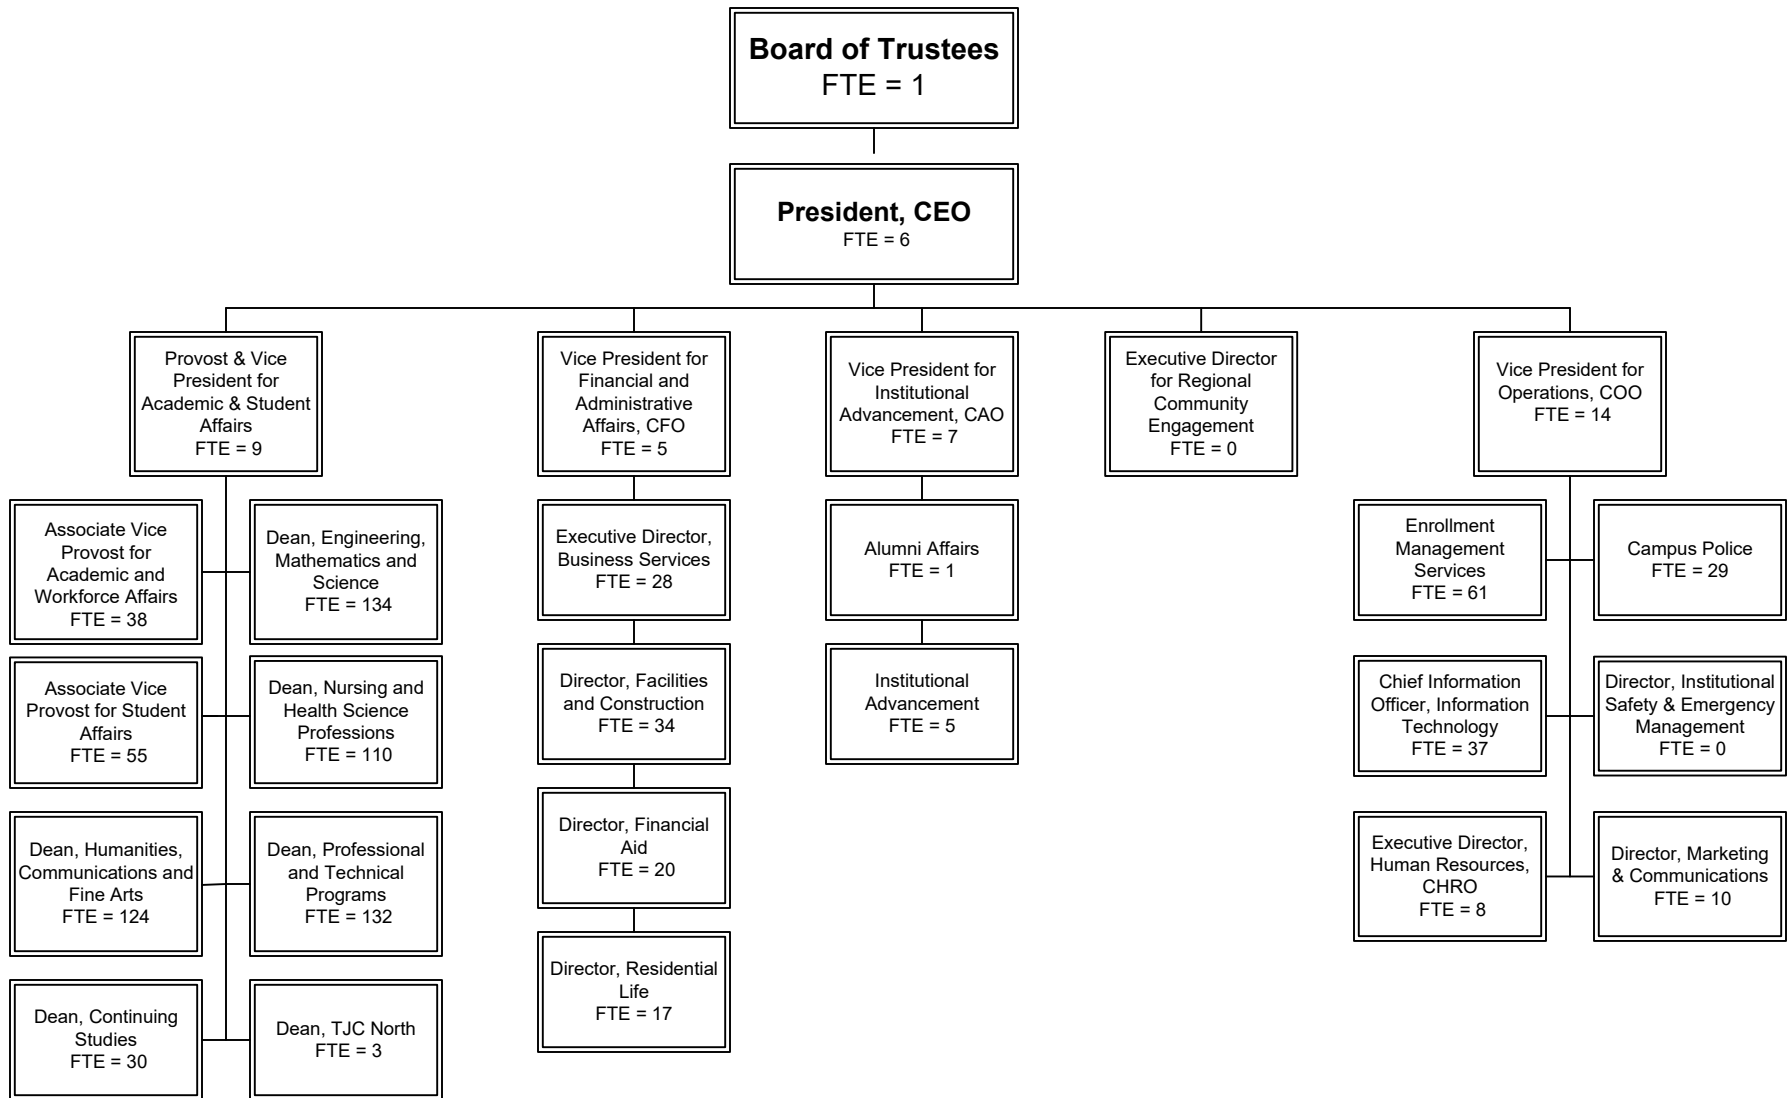 Board of Trustees
FTE = 1
President, CEO
FTE = 6
Provost & Vice
President for
Academic & Student
Affairs
FTE = 9
Vice President for
Financial and
Administrative
Affairs, CFO
FTE = 5
Vice President for
Institutional
Advancement, CAO
FTE = 7
Executive Director
for Regional
Community
Engagement
FTE = 0
Vice President for
Operations, COO
FTE = 14
Associate Vice
Provost for
Academic and
Workforce Affairs
FTE = 38
Dean, Engineering,
Mathematics and
Science
FTE = 134
Executive Director,
Business Services
FTE = 28
Alumni Affairs
FTE = 1
Enrollment
Management
Services
FTE = 61
Campus Police
FTE = 29
Associate Vice
Provost for Student
Affairs
FTE = 55
Dean, Nursing and
Health Science
Professions
FTE = 110
Director, Facilities
and Construction
FTE = 34
Institutional
Advancement
FTE = 5
Chief Information
Officer, Information
Technology
FTE = 37
Director, Institutional
Safety & Emergency
Management
FTE = 0
Dean, Humanities,
Communications and
Fine Arts
FTE = 124
Dean, Professional
and Technical
Programs
FTE = 132
Director, Financial
Aid
FTE = 20
Executive Director,
Human Resources,
CHRO
FTE = 8
Director, Marketing
& Communications
FTE = 10
Director, Residential
Life
FTE = 17
Dean, Continuing
Studies
FTE = 30
Dean, TJC North
FTE = 3